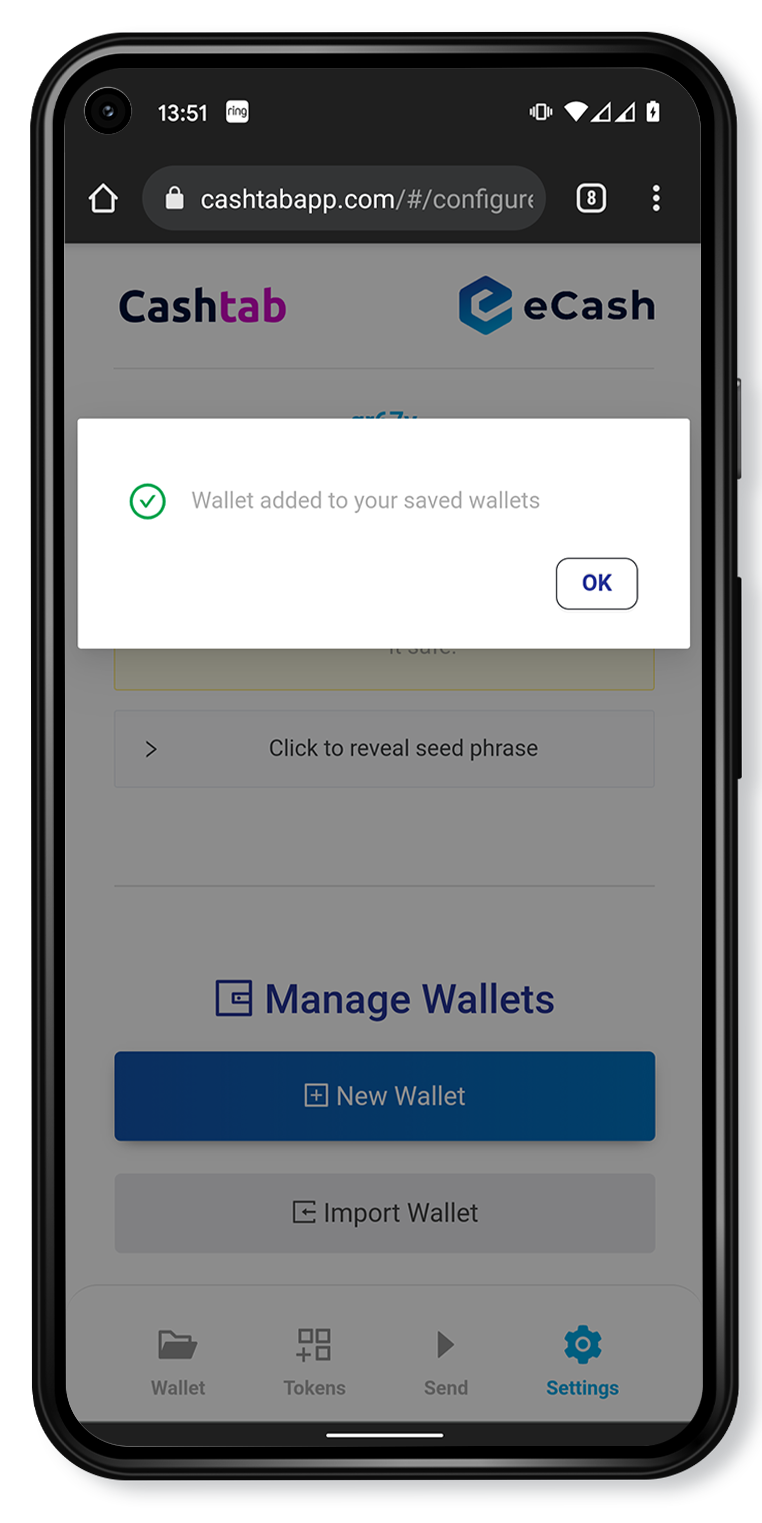 13:51 ring
cashtabapp.com/#/configure 8
Cashtab eCash
Wallet added to your saved wallets
OK
it safe.
Click to reveal seed phrase
Manage Wallets
New Wallet
Import Wallet
Wallet Tokens Send Settings